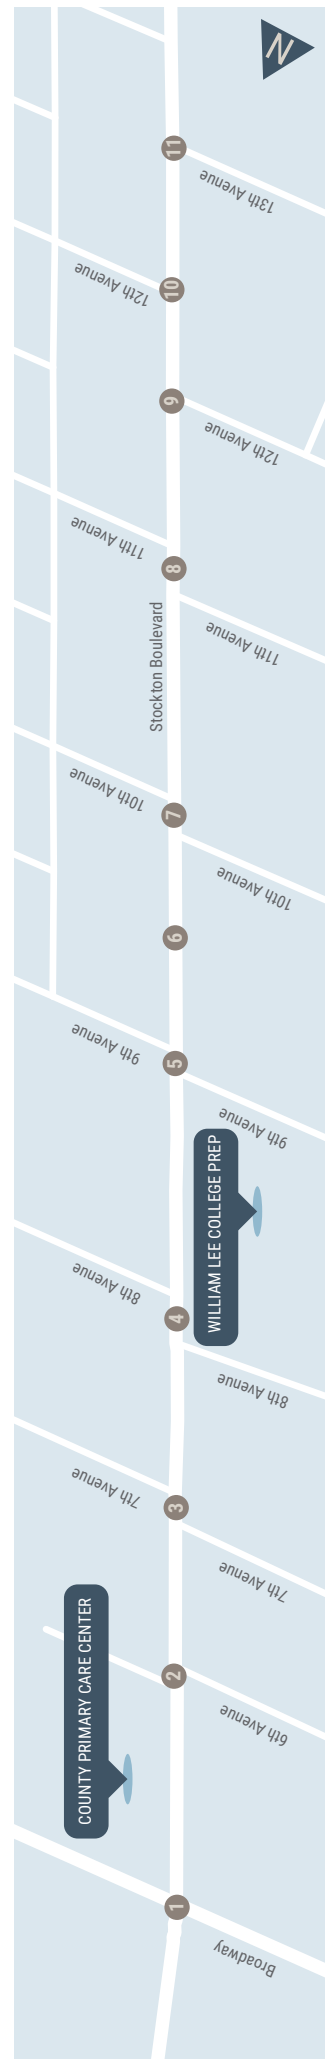 N
11
13th Avenue
12th Avenue
10
9
12th Avenue
11th Avenue
8
11th Avenue
Stockton Boulevard
10th Avenue
7
10th Avenue
6
9th Avenue
5
9th Avenue
WILLIAM LEE COLLEGE PREP
8th Avenue
4
8th Avenue
7th Avenue
3
7th Avenue
COUNTY PRIMARY CARE CENTER
2
6th Avenue
1
Broadway